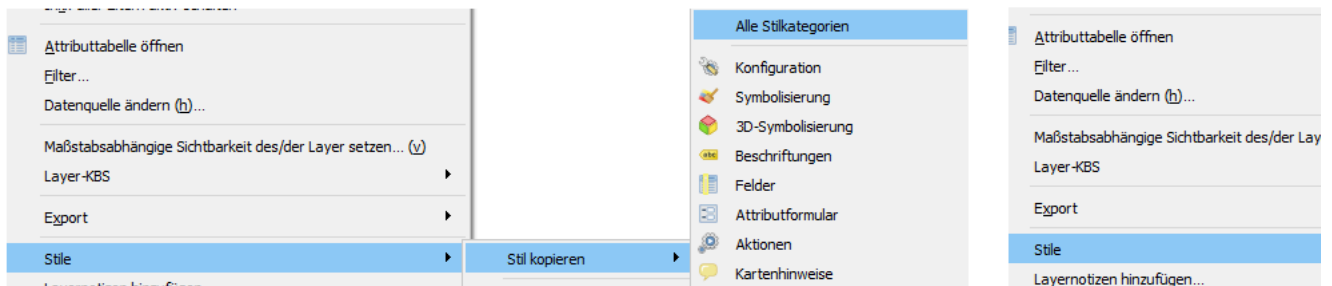 Attributtabelle öffnen
Filter...
Datenquelle ändern (h)...
Maßstabsabhängige Sichtbarkeit des/der Layer setzen... (v)
Layer-KBS
Export
Stile
Stil kopieren
Alle Stilkategorien
Konfiguration
Symbolisierung
3D-Symbolisierung
abc
Beschriftungen
Felder
Attributformular
Aktionen
Kartenhinweise
Attributtabelle öffnen
Filter...
Datenquelle ändern (h)...
Maßstabsabhängige Sichtbarkeit des/der Lay
Layer-KBS
Export
Stile
Layernotizen hinzufügen...